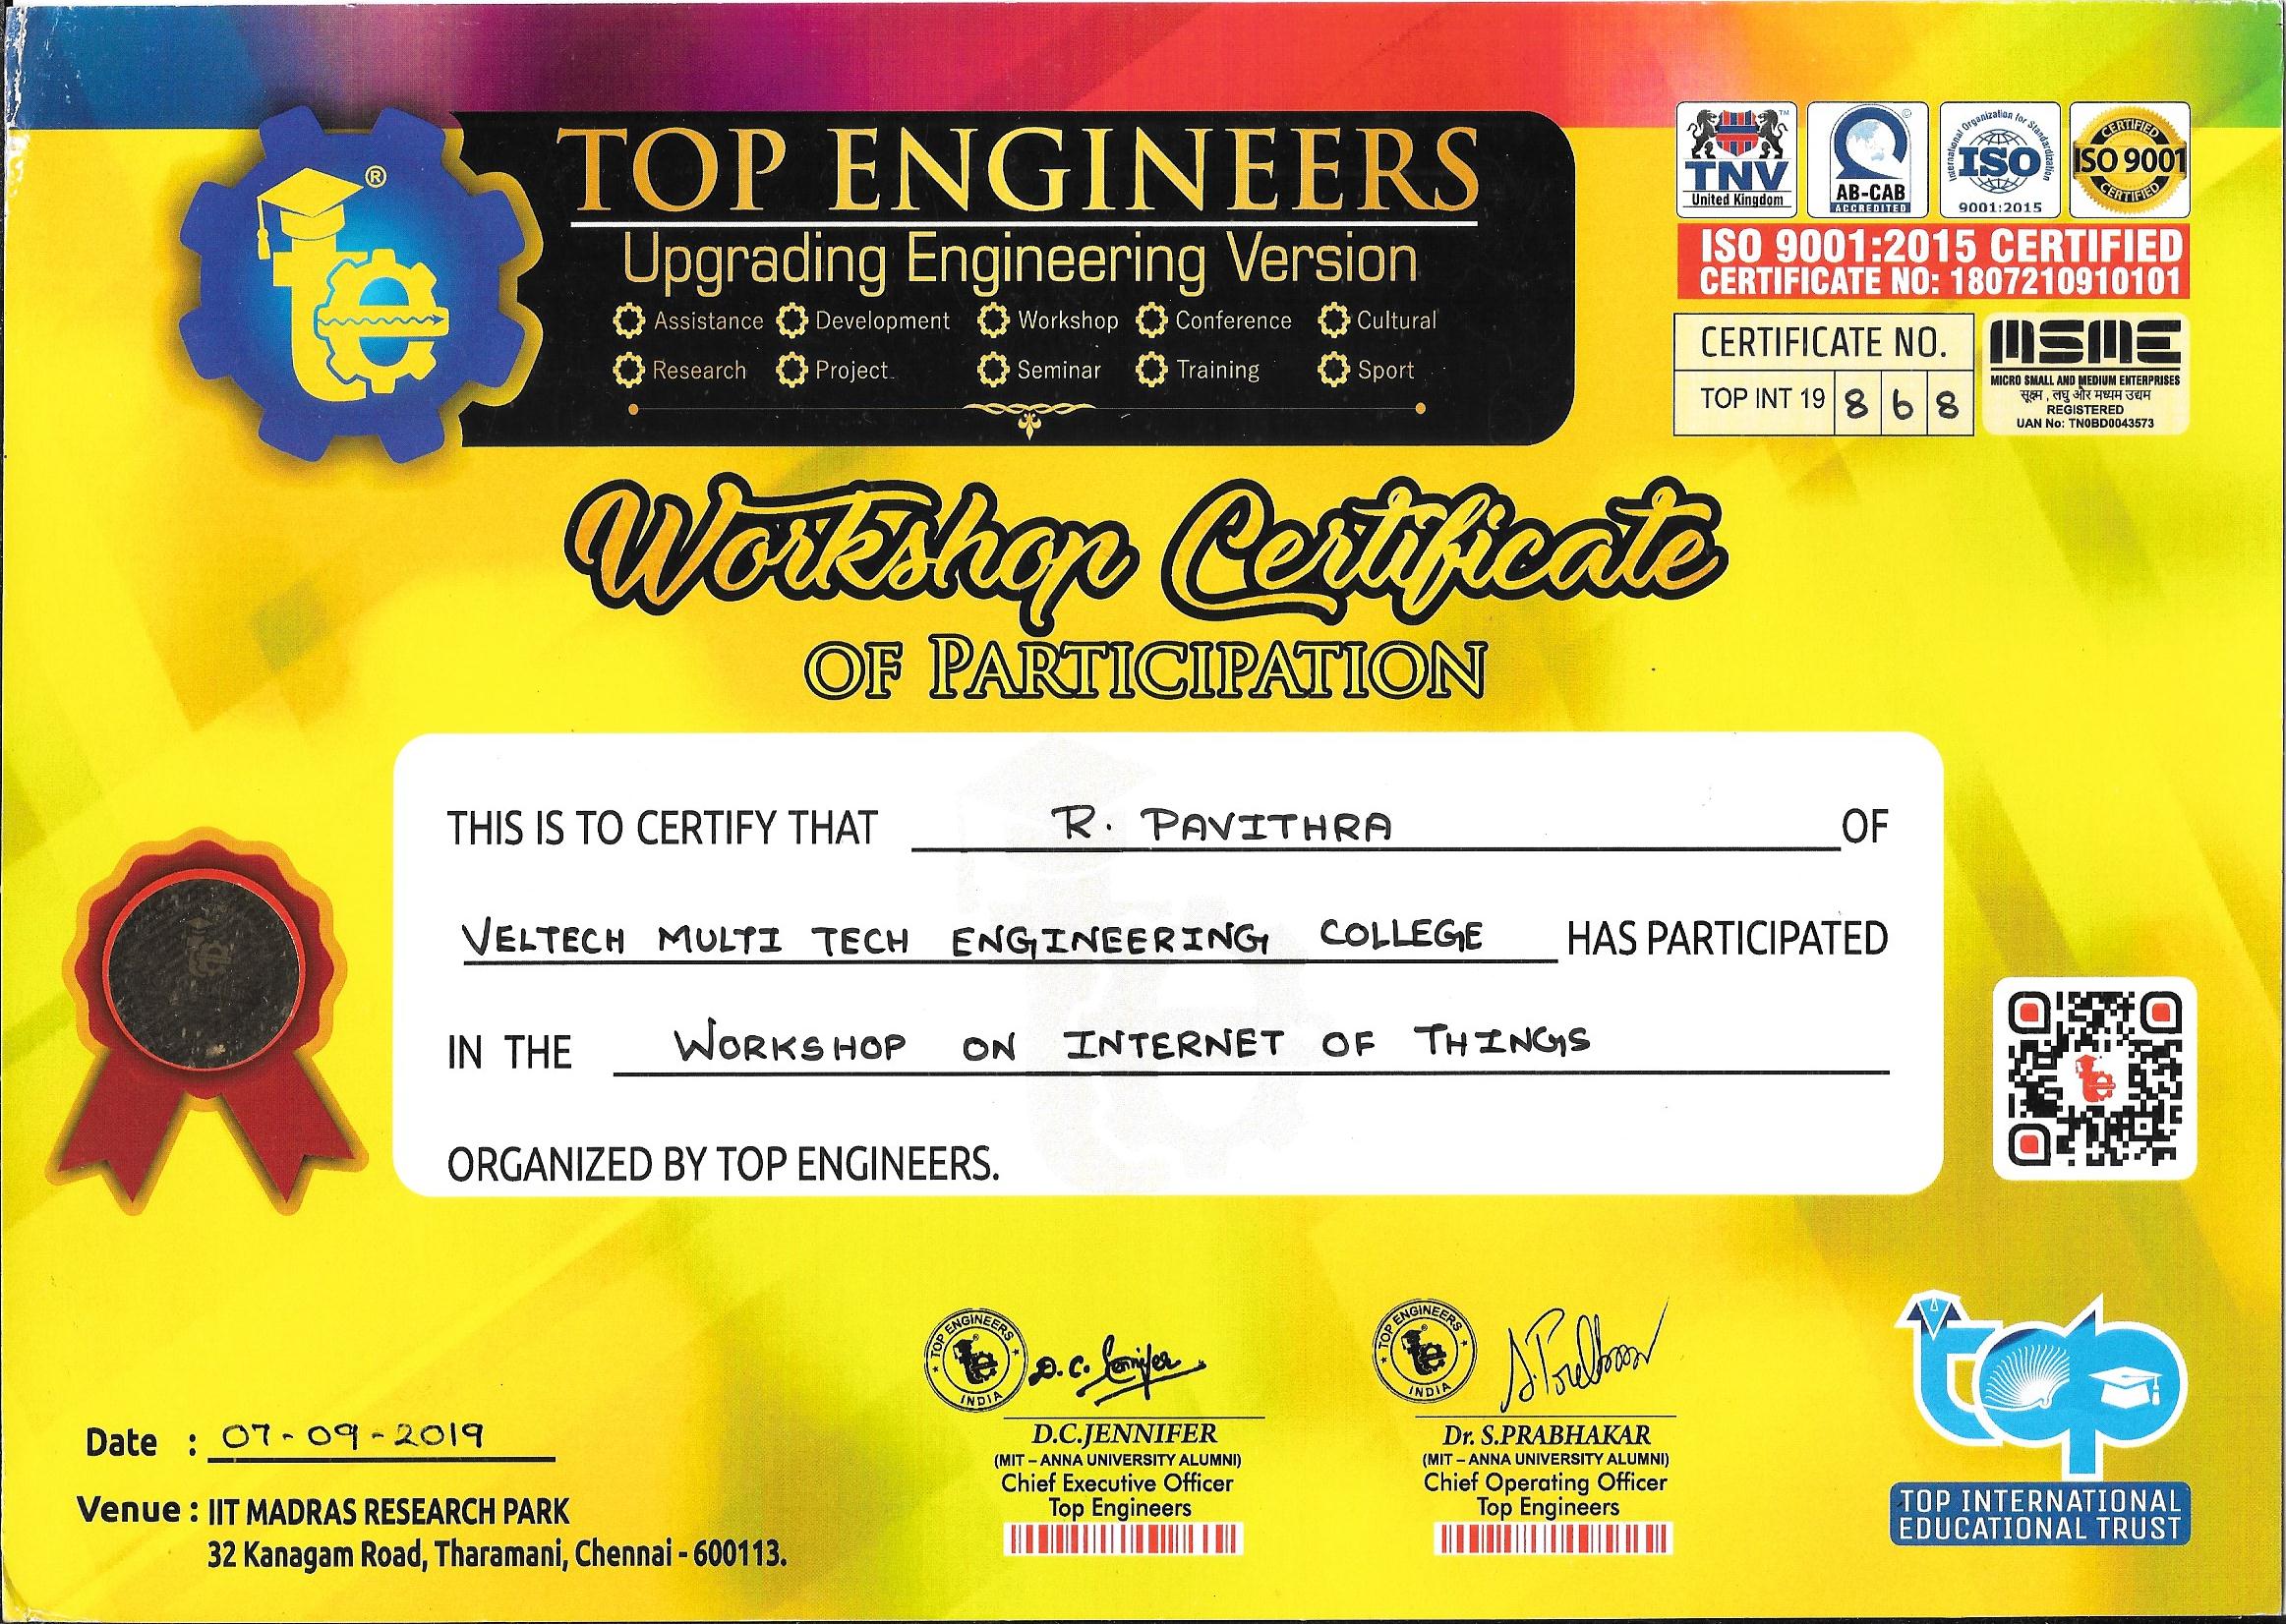 TOP ENGINEERS
Upgrading Engineering Version
Assistance Development Workshop Conference Cultural
Research Project Seminar Training Sport
®
TNV
United Kingdom
AB-CAB
ACCREDITED
International Organization for Standardization
ISO
9001:2015
CERTIFIED
ISO 9001
CERTIFIED
ISO 9001:2015 CERTIFIED
CERTIFICATE NO: 1807210910101
CERTIFICATE NO.
TOP INT 19 8 6 8
MSME
MICRO SMALL AND MEDIUM ENTERPRISES
सूक्ष्म , लघु और मध्यम उद्यम
REGISTERED
UAN No: TN0BD0043573
Workshop Certificate
OF PARTICIPATION
THIS IS TO CERTIFY THAT R. PAVITHRA OF
VELTECH MULTI TECH ENGINEERING COLLEGE HAS PARTICIPATED
IN THE WORKSHOP ON INTERNET OF THINGS
ORGANIZED BY TOP ENGINEERS.
Date : 07-09-2019
Venue : IIT MADRAS RESEARCH PARK
32 Kanagam Road, Tharamani, Chennai - 600113.
TOP ENGINEERS
INDIA
D.C. Jennifer
D.C.JENNIFER
(MIT – ANNA UNIVERSITY ALUMNI)
Chief Executive Officer
Top Engineers
TOP ENGINEERS
INDIA
Dr. S.PRABHAKAR
(MIT – ANNA UNIVERSITY ALUMNI)
Chief Operating Officer
Top Engineers
top
TOP INTERNATIONAL
EDUCATIONAL TRUST